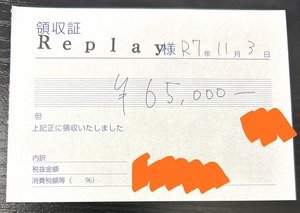 領収証
Replay様 R7年11月3日
¥65,000-
但
上記正に領収いたしました
内訳
税抜金額
消費税額等( %)